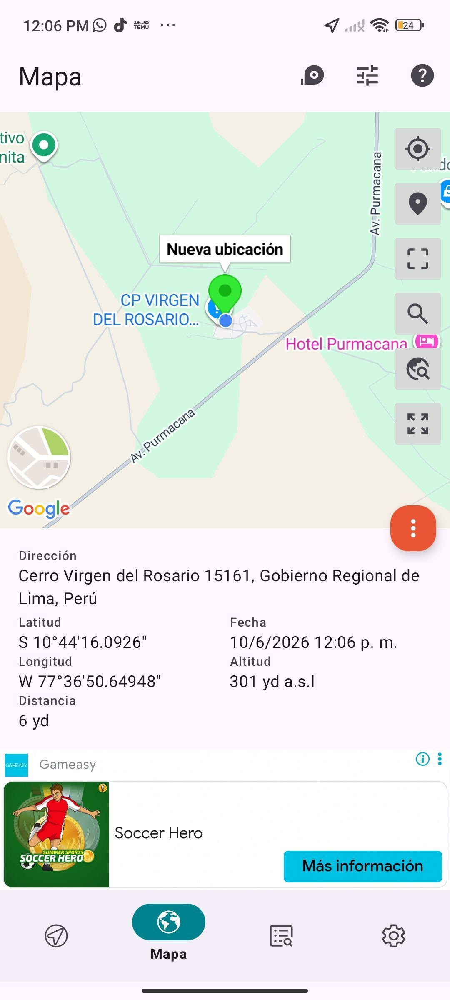 12:06 PM
TEMU
24
Mapa
tivo
nita
Av. Purmacana
Nueva ubicación
CP VIRGEN
DEL ROSARIO...
Hotel Purmacana
Av. Purmacana
Google
Dirección
Cerro Virgen del Rosario 15161, Gobierno Regional de
Lima, Perú
Latitud
Fecha
S 10°44'16.0926"
10/6/2026 12:06 p. m.
Longitud
Altitud
W 77°36'50.64948"
301 yd a.s.l
Distancia
6 yd
GAMEASY
Gameasy
SUMMER SPORTS
SOCCER HERO
Soccer Hero
Más información
Mapa